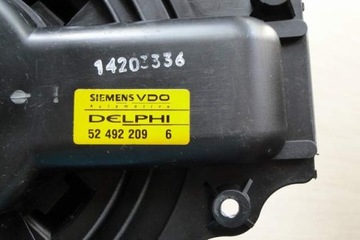 14203336
SIEMENS VDO
Automotive
DELPHI
52 492 209 6